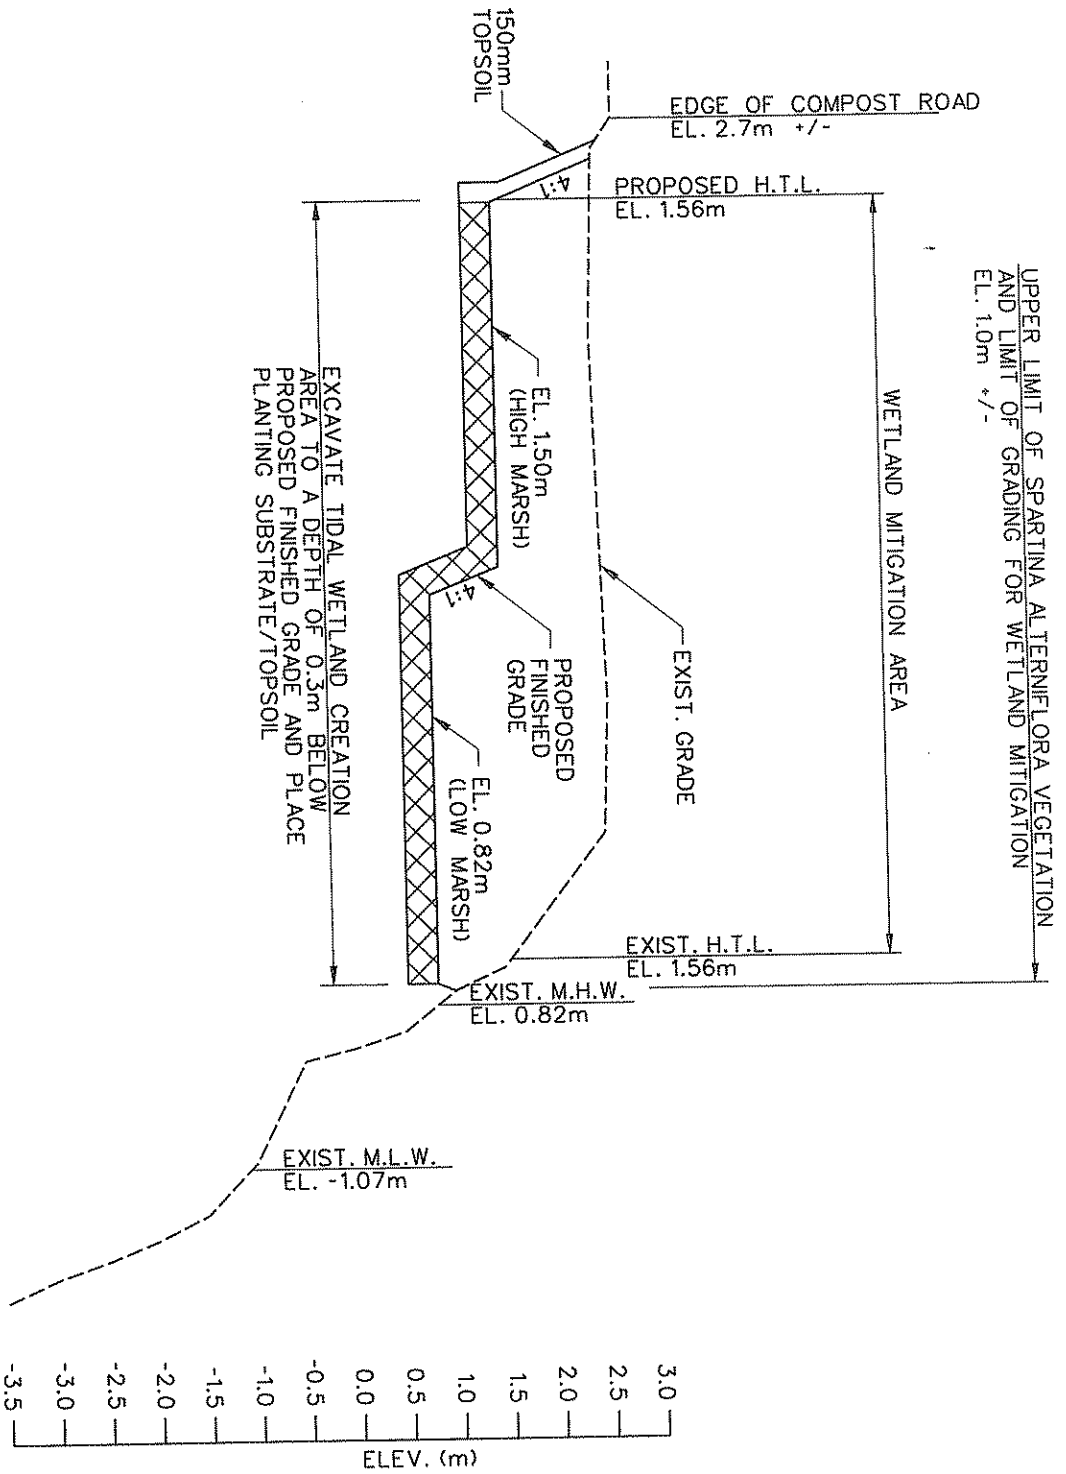 UPPER LIMIT OF SPARTINA ALTERNIFLORA VEGETATION
AND LIMIT OF GRADING FOR WETLAND MITIGATION
EL. 1.0m +/-
WETLAND MITIGATION AREA
EDGE OF COMPOST ROAD
EL. 2.7m +/-
PROPOSED H.T.L.
EL. 1.56m
150mm
TOPSOIL
4:1
EXIST. GRADE
EL. 1.50m
(HIGH MARSH)
PROPOSED
FINISHED
GRADE
4:1
EL. 0.82m
(LOW MARSH)
EXIST. H.T.L.
EL. 1.56m
EXIST. M.H.W.
EL. 0.82m
EXCAVATE TIDAL WETLAND CREATION
AREA TO A DEPTH OF 0.3m BELOW
PROPOSED FINISHED GRADE AND PLACE
PLANTING SUBSTRATE/TOPSOIL
EXIST. M.L.W.
EL. -1.07m
3.0
2.5
2.0
1.5
1.0
0.5
0.0
-0.5
-1.0
-1.5
-2.0
-2.5
-3.0
-3.5
ELEV. (m)